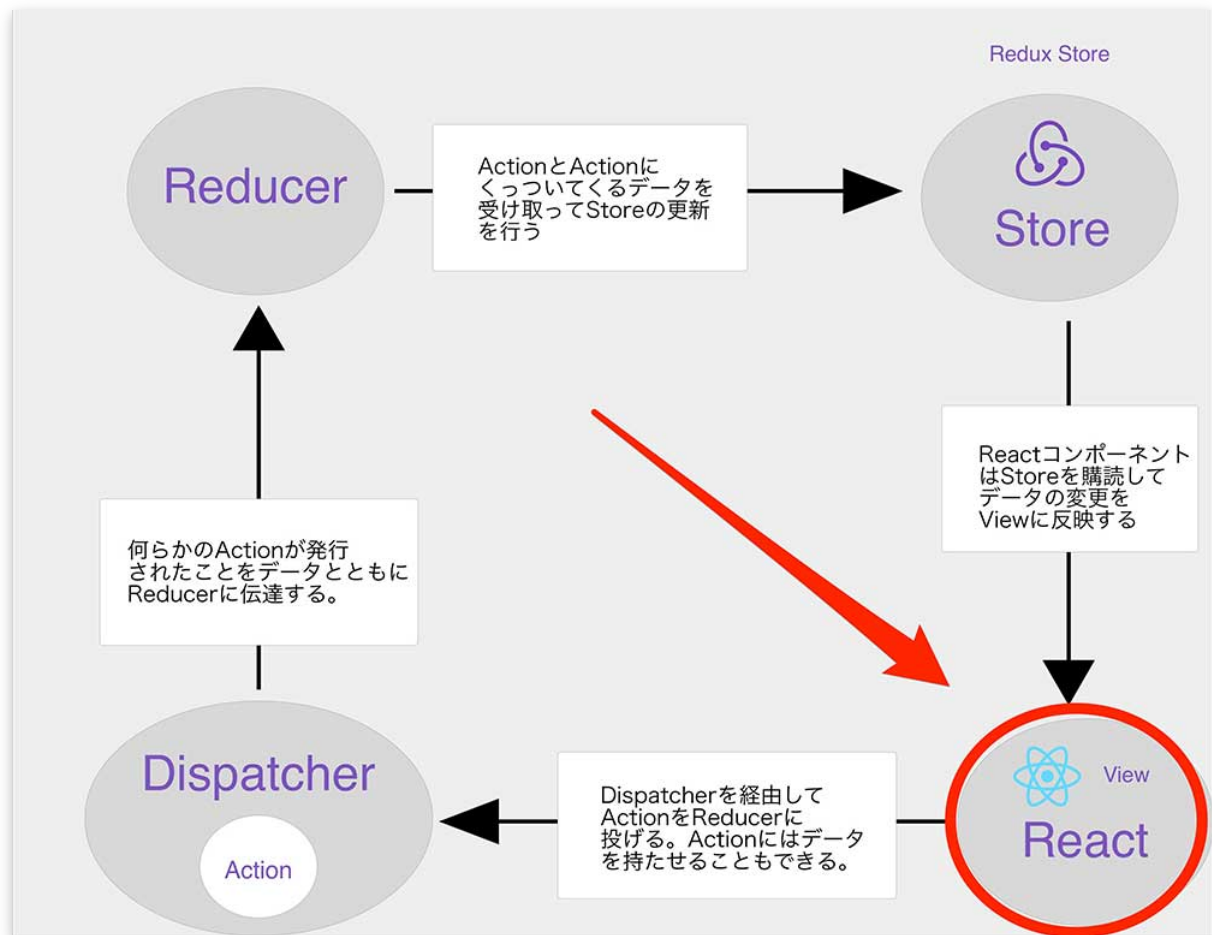 Redux Store
Reducer
ActionとActionに
くっついてくるデータを
受け取ってStoreの更新
を行う
Store
Reactコンポーネント
はStoreを購読して
データの変更を
Viewに反映する
何らかのActionが発行
されたことをデータとともに
Reducerに伝達する。
Dispatcher
Action
Dispatcherを経由して
ActionをReducerに
投げる。Actionにはデータ
を持たせることもできる。
View
React